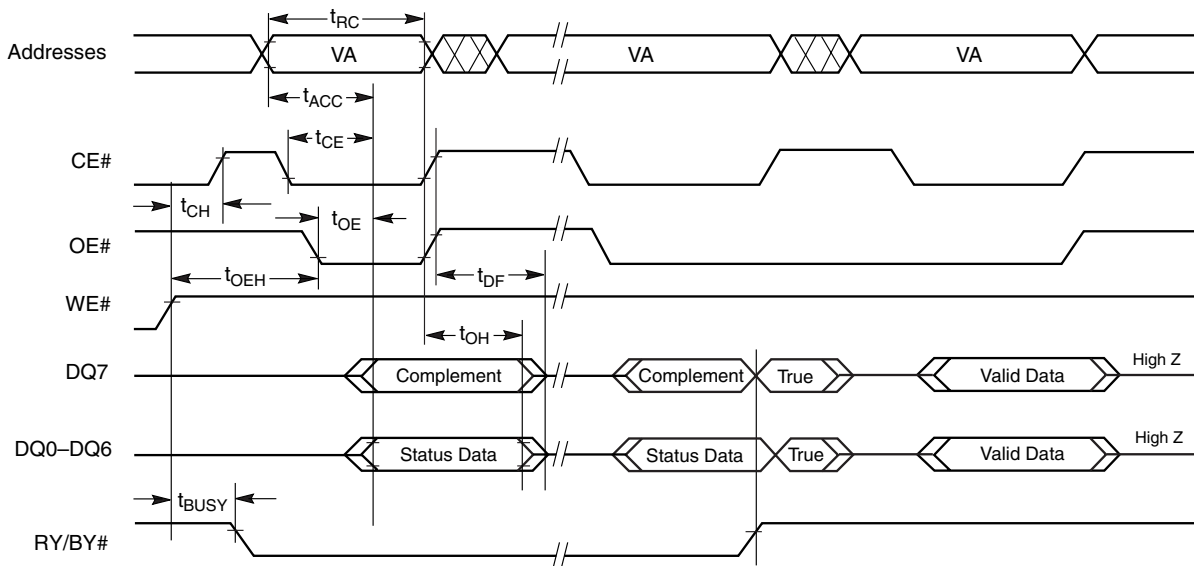 tRC
Addresses VA VA VA
tACC
tCE
CE#
tCH tOE
OE#
tOEH tDF
WE#
tOH
DQ7 Complement Complement True Valid Data High Z
DQ0–DQ6 Status Data Status Data True Valid Data High Z
tBUSY
RY/BY#